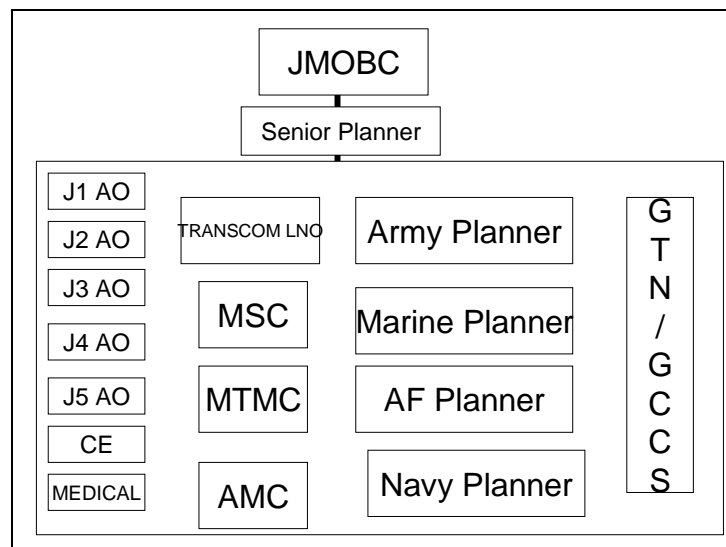 JMOBC
Senior Planner
J1 AO
J2 AO
J3 AO
J4 AO
J5 AO
CE
MEDICAL
TRANSCOM LNO
MSC
MTMC
AMC
Army Planner
Marine Planner
AF Planner
Navy Planner
G
T
N
/
G
C
C
S